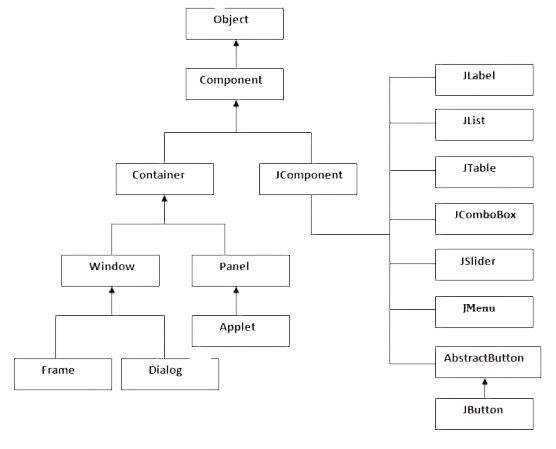 Object
Component
Container
JComponent
Window
Panel
Applet
Frame
Dialog
JLabel
JList
JTable
JComboBox
JSlider
JMenu
AbstractButton
JButton